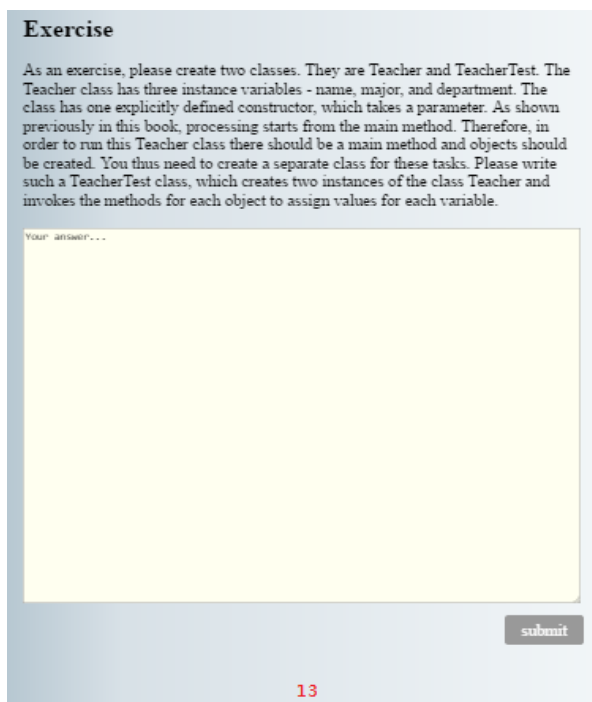 Exercise
As an exercise, please create two classes. They are Teacher and TeacherTest. The
Teacher class has three instance variables - name, major, and department. The
class has one explicitly defined constructor, which takes a parameter. As shown
previously in this book, processing starts from the main method. Therefore, in
order to run this Teacher class there should be a main method and objects should
be created. You thus need to create a separate class for these tasks. Please write
such a TeacherTest class, which creates two instances of the class Teacher and
invokes the methods for each object to assign values for each variable.
Your answer...
submit
13